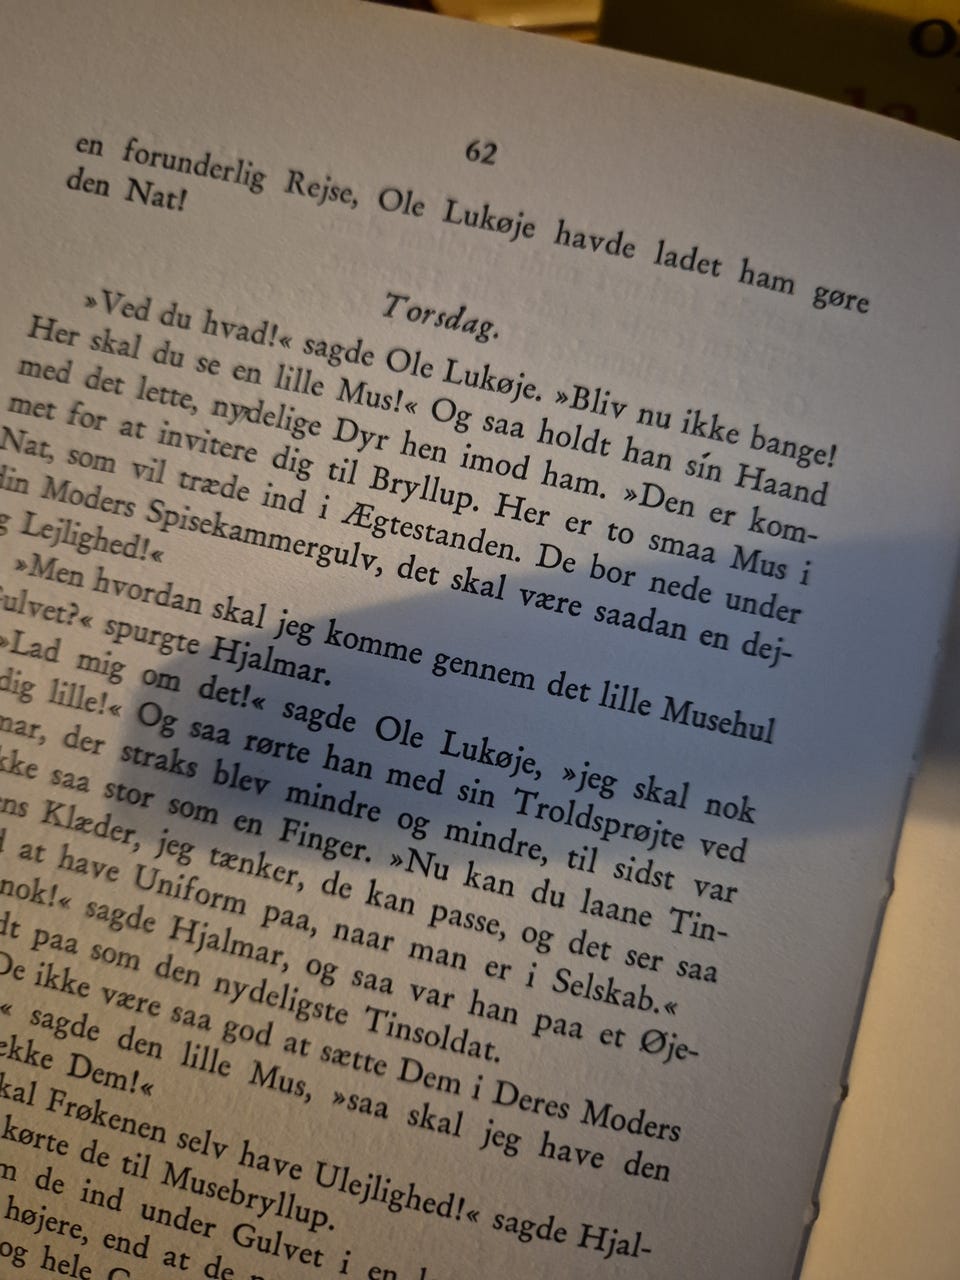 62
en forunderlig Rejse, Ole Lukøje havde ladet ham gøre
den Nat!
Torsdag.
»Ved du hvad!« sagde Ole Lukøje. »Bliv nu ikke bange!
Her skal du se en lille Mus!« Og saa holdt han sin Haand
med det lette, nydelige Dyr hen imod ham. »Den er kom-
met for at invitere dig til Bryllup. Her er to smaa Mus i
Nat, som vil træde ind i Ægtestanden. De bor nede under
din Moders Spisekammergulv, det skal være saadan en dej-
g Lejlighed!«
»Men hvordan skal jeg komme gennem det lille Musehul
Gulvet?« spurgte Hjalmar.
»Lad mig om det!« sagde Ole Lukøje, »jeg skal nok
dig lille!« Og saa rørte han med sin Troldsprøjte ved
mar, der straks blev mindre og mindre, til sidst var
kke saa stor som en Finger. »Nu kan du laane Tin-
ens Klæder, jeg tænker, de kan passe, og det ser saa
at have Uniform paa, naar man er i Selskab.«
nok!« sagde Hjalmar, og saa var han paa et Øje-
dt paa som den nydeligste Tinsoldat.
De ikke være saa god at sætte Dem i Deres Moders
« sagde den lille Mus, »saa skal jeg have den
ække Dem!«
kal Frøkenen selv have Ulejlighed!« sagde Hjal-
kørte de til Musebryllup.
m de ind under Gulvet i en
højere, end at de
og hele